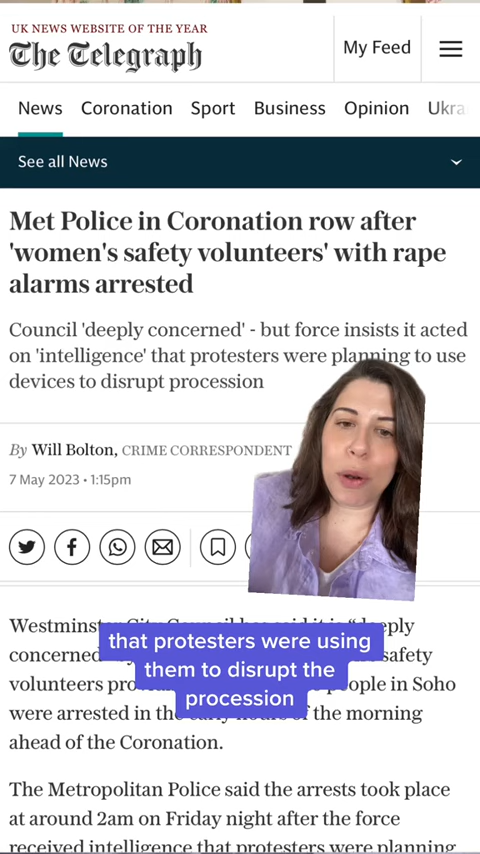 UK NEWS WEBSITE OF THE YEAR
The Telegraph
My Feed
News Coronation Sport Business Opinion Ukra
See all News
Met Police in Coronation row after
'women's safety volunteers' with rape
alarms arrested
Council 'deeply concerned' - but force insists it acted
on 'intelligence' that protesters were planning to use
devices to disrupt procession
By Will Bolton, CRIME CORRESPONDENT
7 May 2023 • 1:15pm
that protesters were using
them to disrupt the
procession
Westminster City Council has said it is "deeply
concerned safety
volunteers people in Soho
were arrested in the early hours of the morning
ahead of the Coronation.
The Metropolitan Police said the arrests took place
at around 2am on Friday night after the force
received intelligence that protesters were planning